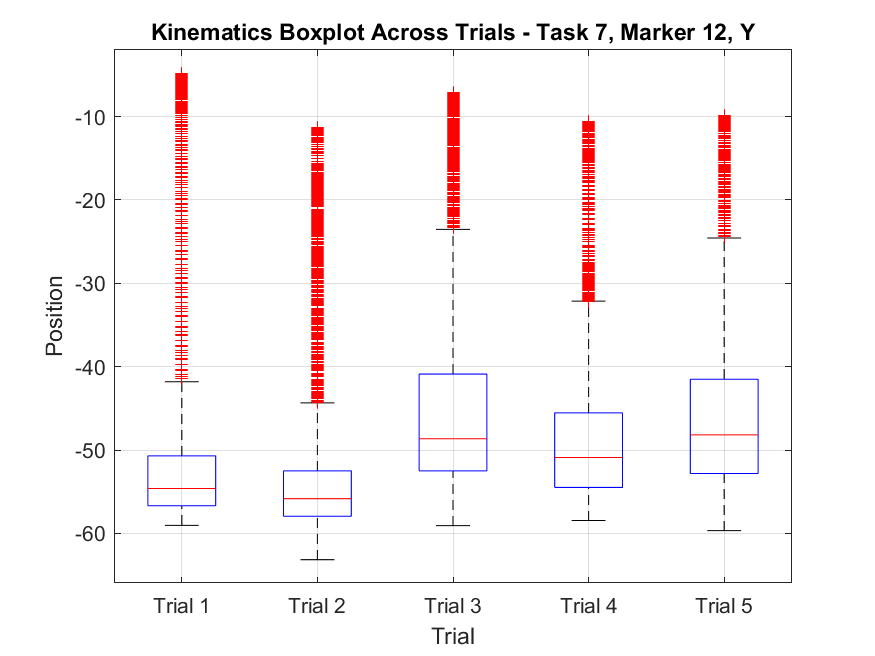 Kinematics Boxplot Across Trials - Task 7, Marker 12, Y
-10
-20
-30
-40
-50
-60
Position
Trial 1 Trial 2 Trial 3 Trial 4 Trial 5
Trial